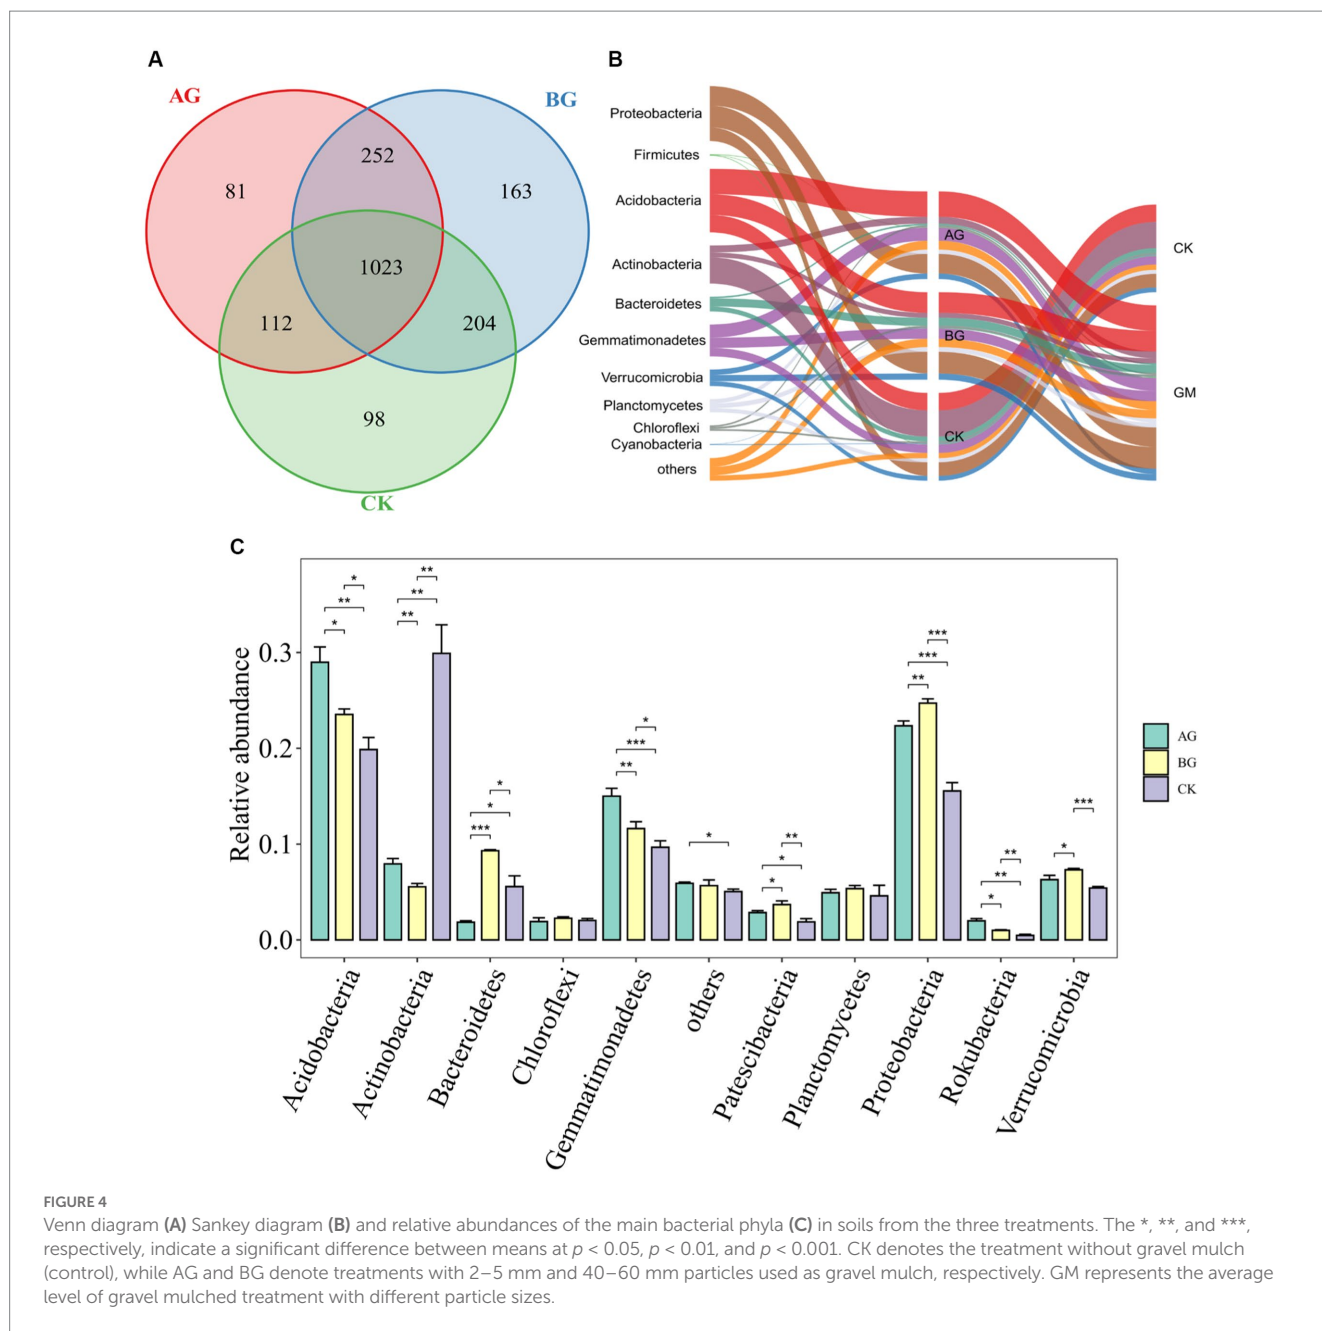 A
AG
BG
252
81
163
1023
112
204
98
CK
B
Proteobacteria
Firmicutes
Acidobacteria
Actinobacteria
Bacteroidetes
Gemmatimonadetes
Verrucomicrobia
Planctomycetes
Chloroflexi
Cyanobacteria
others
AG
BG
CK
CK
GM
C
Relative abundance
0.3
0.2
0.1
0.0
* ** *
** ** **
*** * *
** *** *
*
* * **
** *** ***
* ** **
* ***
Acidobacteria
Actinobacteria
Bacteroidetes
Chloroflexi
Gemmatimonadetes
others
Patescibacteria
Planctomycetes
Proteobacteria
Rokubacteria
Verrucomicrobia
AG
BG
CK
FIGURE 4
Venn diagram (A) Sankey diagram (B) and relative abundances of the main bacterial phyla (C) in soils from the three treatments. The *, **, and ***,
respectively, indicate a significant difference between means at p < 0.05, p < 0.01, and p < 0.001. CK denotes the treatment without gravel mulch
(control), while AG and BG denote treatments with 2–5 mm and 40–60 mm particles used as gravel mulch, respectively. GM represents the average
level of gravel mulched treatment with different particle sizes.